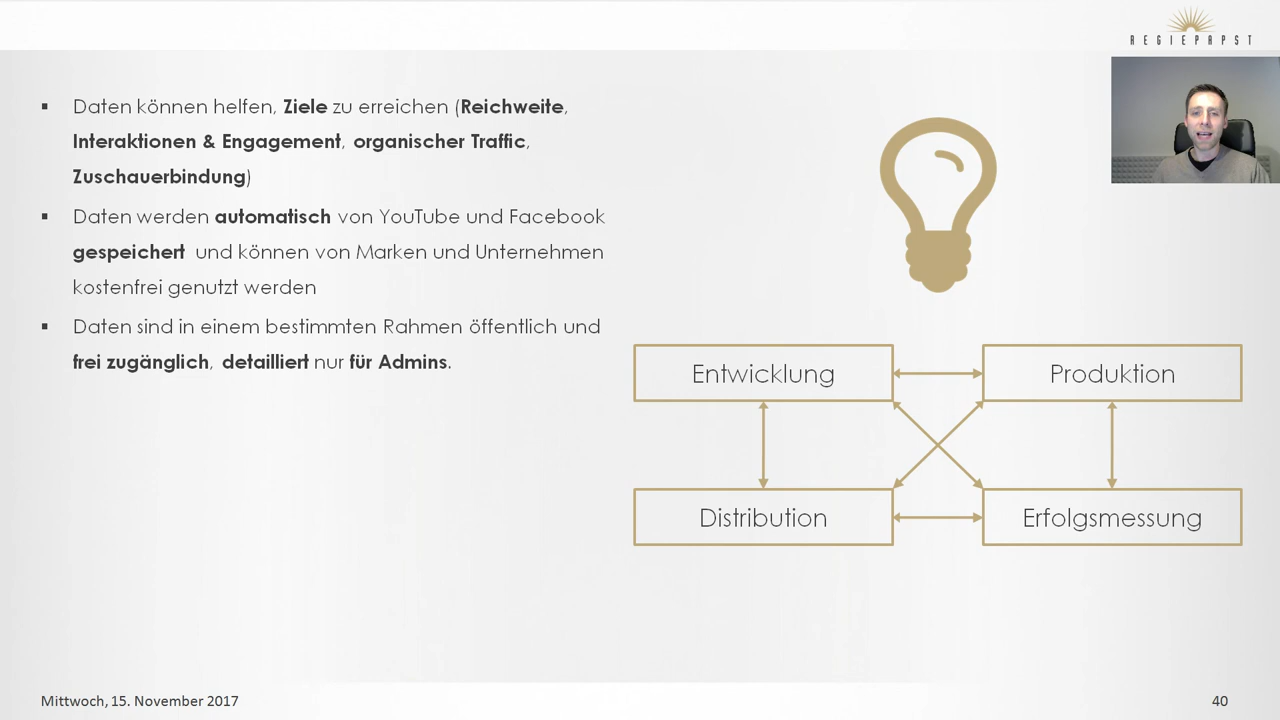 REGIEPAPST
▪ Daten können helfen, Ziele zu erreichen (Reichweite,
Interaktionen & Engagement, organischer Traffic,
Zuschauerbindung)
▪ Daten werden automatisch von YouTube und Facebook
gespeichert und können von Marken und Unternehmen
kostenfrei genutzt werden
▪ Daten sind in einem bestimmten Rahmen öffentlich und
frei zugänglich, detailliert nur für Admins.
Entwicklung
Produktion
Distribution
Erfolgsmessung
Mittwoch, 15. November 2017
40